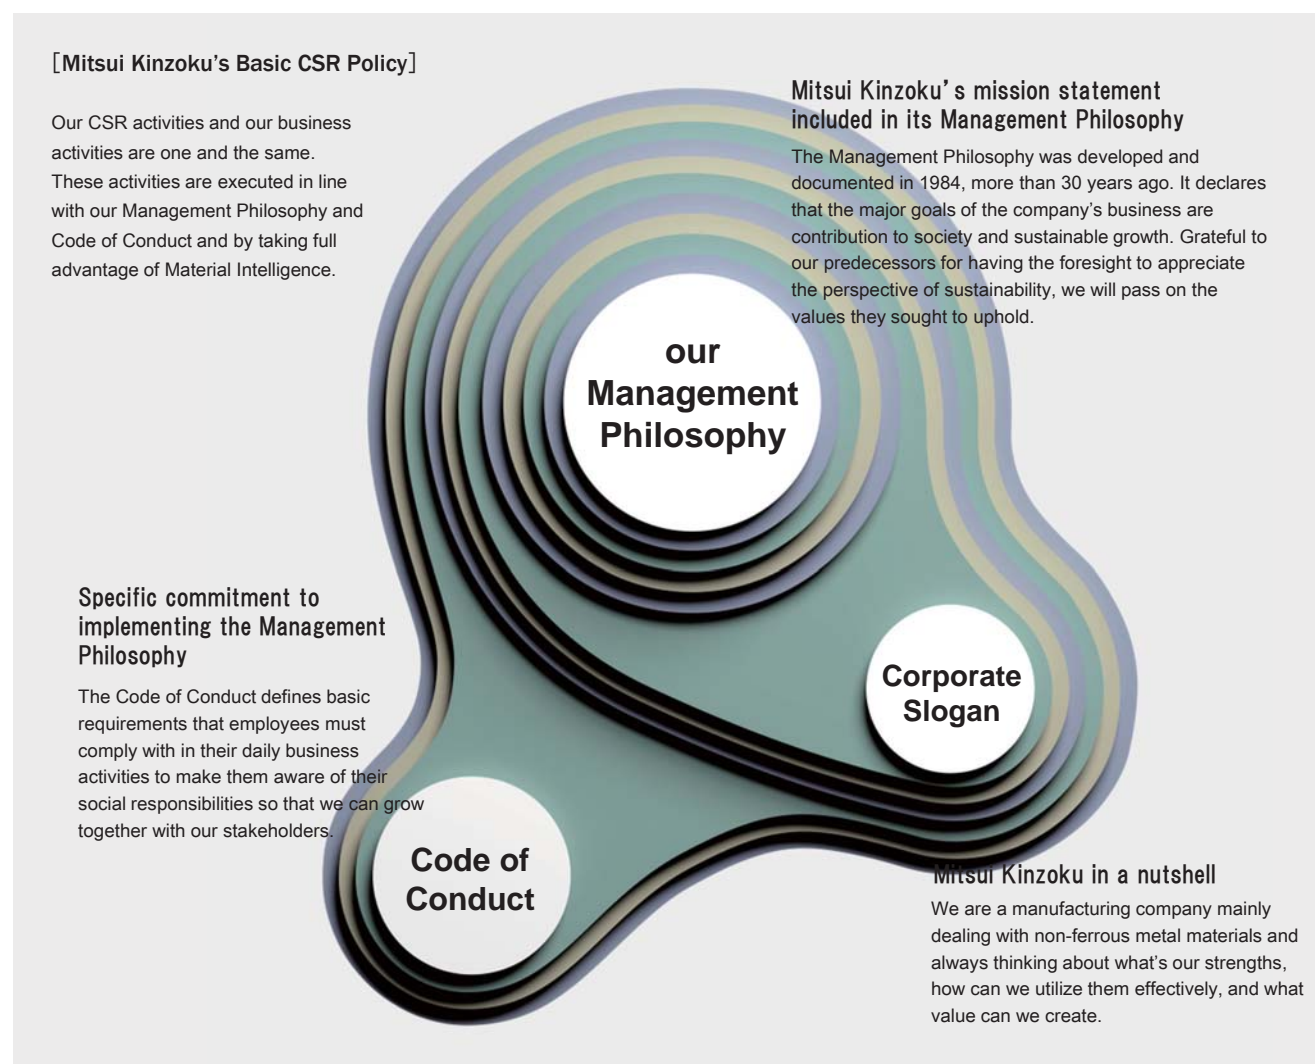 [Mitsui Kinzoku's Basic CSR Policy]
Our CSR activities and our business
activities are one and the same.
These activities are executed in line
with our Management Philosophy and
Code of Conduct and by taking full
advantage of Material Intelligence.
Mitsui Kinzoku's mission statement
included in its Management Philosophy
The Management Philosophy was developed and
documented in 1984, more than 30 years ago. It declares
that the major goals of the company's business are
contribution to society and sustainable growth. Grateful to
our predecessors for having the foresight to appreciate
the perspective of sustainability, we will pass on the
values they sought to uphold.
our
Management
Philosophy
Specific commitment to
implementing the Management
Philosophy
The Code of Conduct defines basic
requirements that employees must
comply with in their daily business
activities to make them aware of their
social responsibilities so that we can grow
together with our stakeholders.
Corporate
Slogan
Code of
Conduct
Mitsui Kinzoku in a nutshell
We are a manufacturing company mainly
dealing with non-ferrous metal materials and
always thinking about what's our strengths,
how can we utilize them effectively, and what
value can we create.